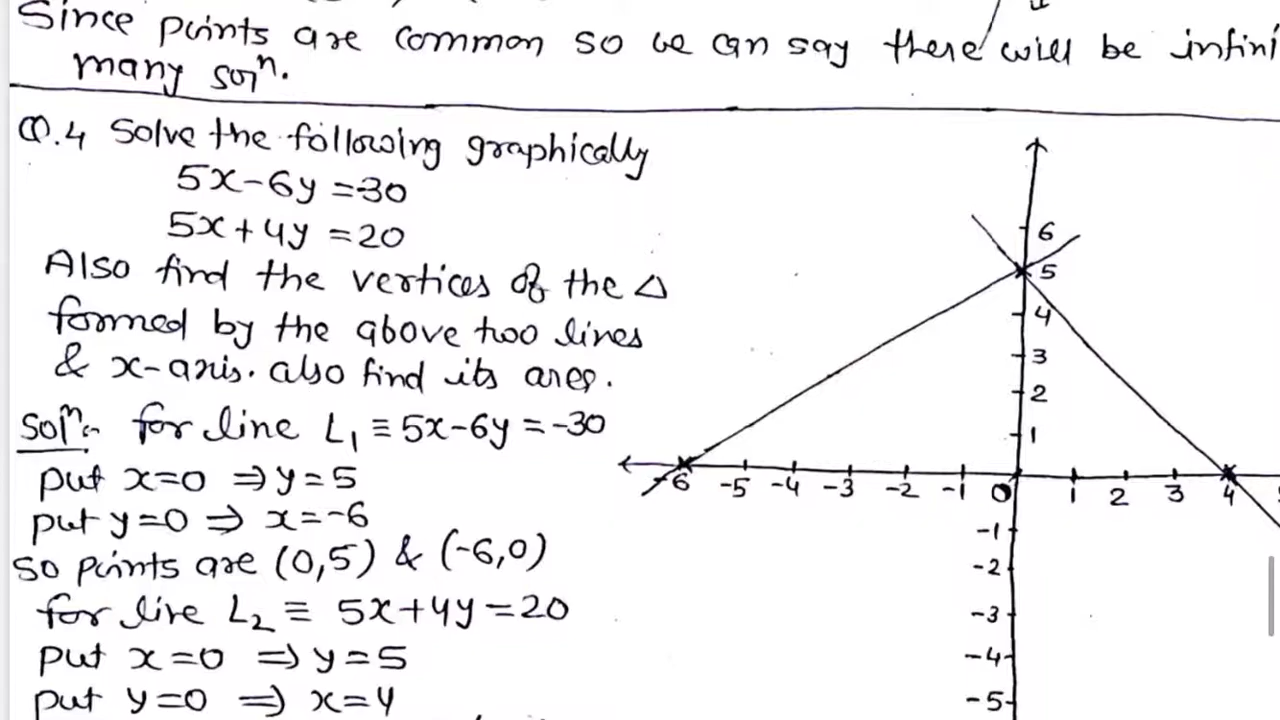 Since points are common so we can say there will be infini
many solⁿ.
Q.4 Solve the following graphically
5x-6y=-30
5x+4y=20
Also find the vertices of the Δ
formed by the above two lines
& x-axis. also find its area.
Solⁿ. for line L₁ ≡ 5x-6y=-30
put x=0 ⇒ y=5
put y=0 ⇒ x=-6
So points are (0,5) & (-6,0)
for line L₂ ≡ 5x+4y=20
put x=0 ⇒ y=5
put y=0 ⇒ x=4
6
5
4
3
2
1
-6 -5 -4 -3 -2 -1 0 1 2 3 4
-1
-2
-3
-4
-5